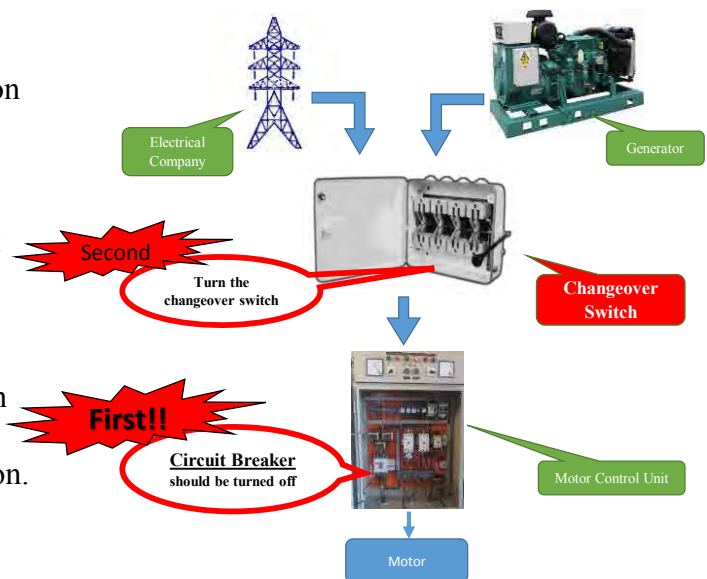 on
Electrical
Company
Generator
Second
Turn the
changeover switch
Changeover
Switch
First!!
Circuit Breaker
should be turned off
on.
Motor Control Unit
Motor